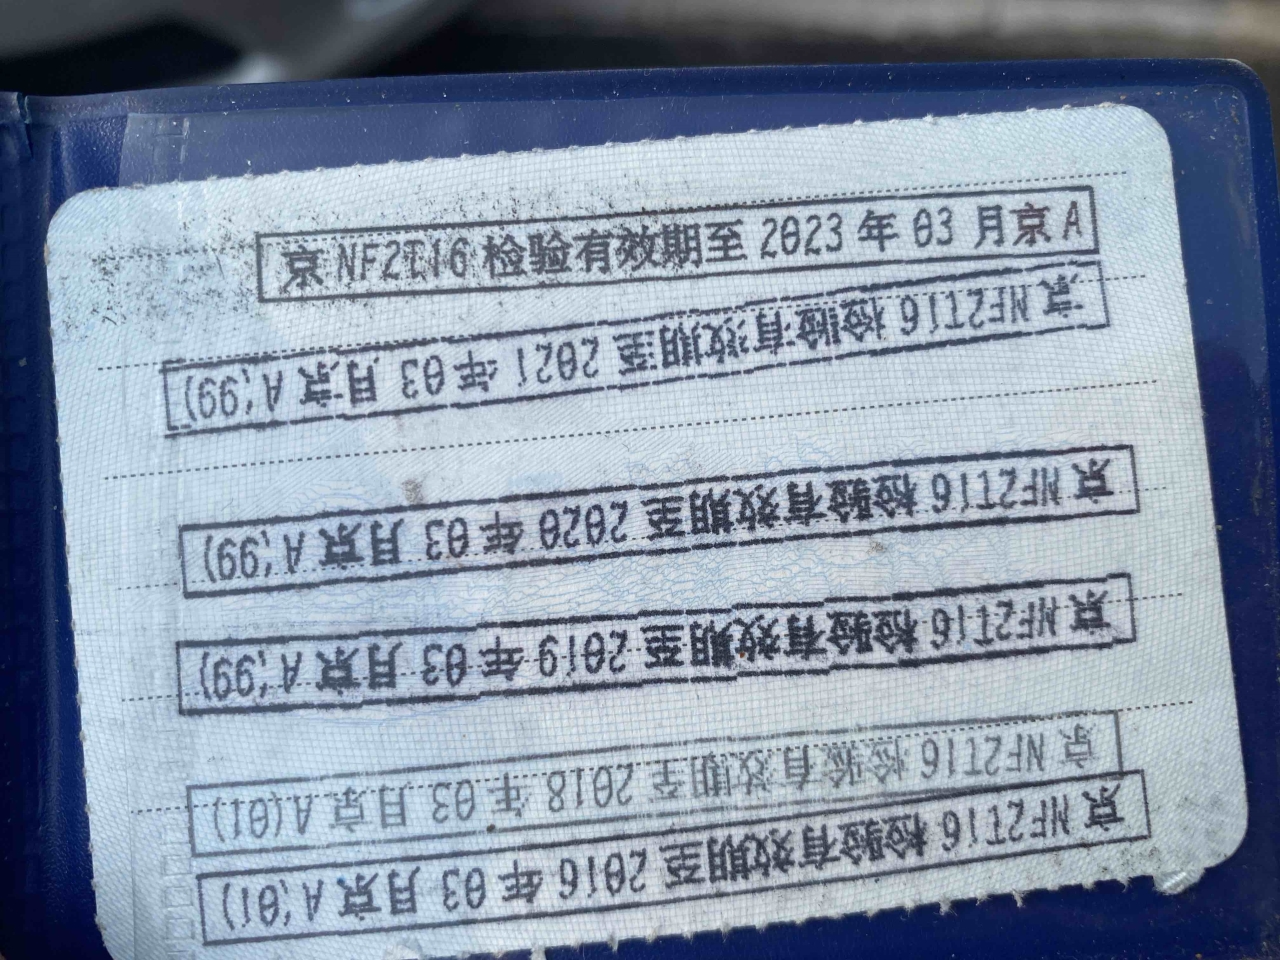 京 NF2T16 检验有效期至 2023 年 03 月京 A
京 NF2T16 检验有效期至 2021 年 03 月京 A,99)
京 NF2T16 检验有效期至 2020 年 03 月京 A,99)
京 NF2T16 检验有效期至 2019 年 03 月京 A,99)
京 NF2T16 检验有效期至 2018 年 03 月京 A(01)
京 NF2T16 检验有效期至 2016 年 03 月京 A,01)